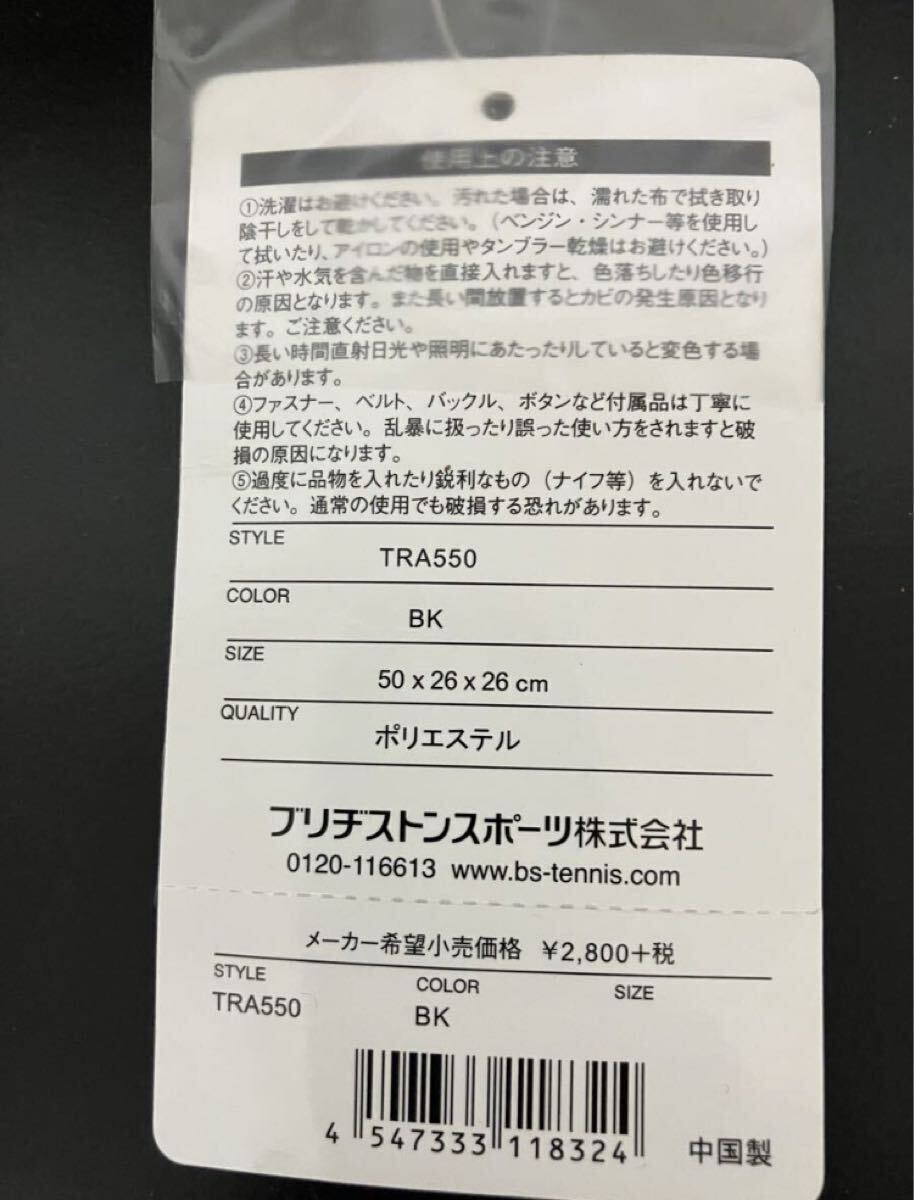 使用上の注意
①洗濯はお避けください。汚れた場合は、濡れた布で拭き取り
陰干しをして乾かしてください。（ベンジン・シンナー等を使用し
て拭いたり、アイロンの使用やタンブラー乾燥はお避けください。）
②汗や水気を含んだ物を直接入れますと、色落ちしたり色移行
の原因となります。また長い間放置するとカビの発生原因となり
ます。ご注意ください。
③長い時間直射日光や照明にあたったりしていると変色する場
合があります。
④ファスナー、ベルト、バックル、ボタンなど付属品は丁寧に
使用してください。乱暴に扱ったり誤った使い方をされますと破
損の原因になります。
⑤過度に品物を入れたり鋭利なもの（ナイフ等）を入れないで
ください。通常の使用でも破損する恐れがあります。
STYLE
TRA550
COLOR
BK
SIZE
50 x 26 x 26 cm
QUALITY
ポリエステル
ブリヂストンスポーツ株式会社
0120-116613 www.bs-tennis.com
メーカー希望小売価格 ¥2,800+税
STYLE COLOR SIZE
TRA550 BK
4 547333 118324 中国製